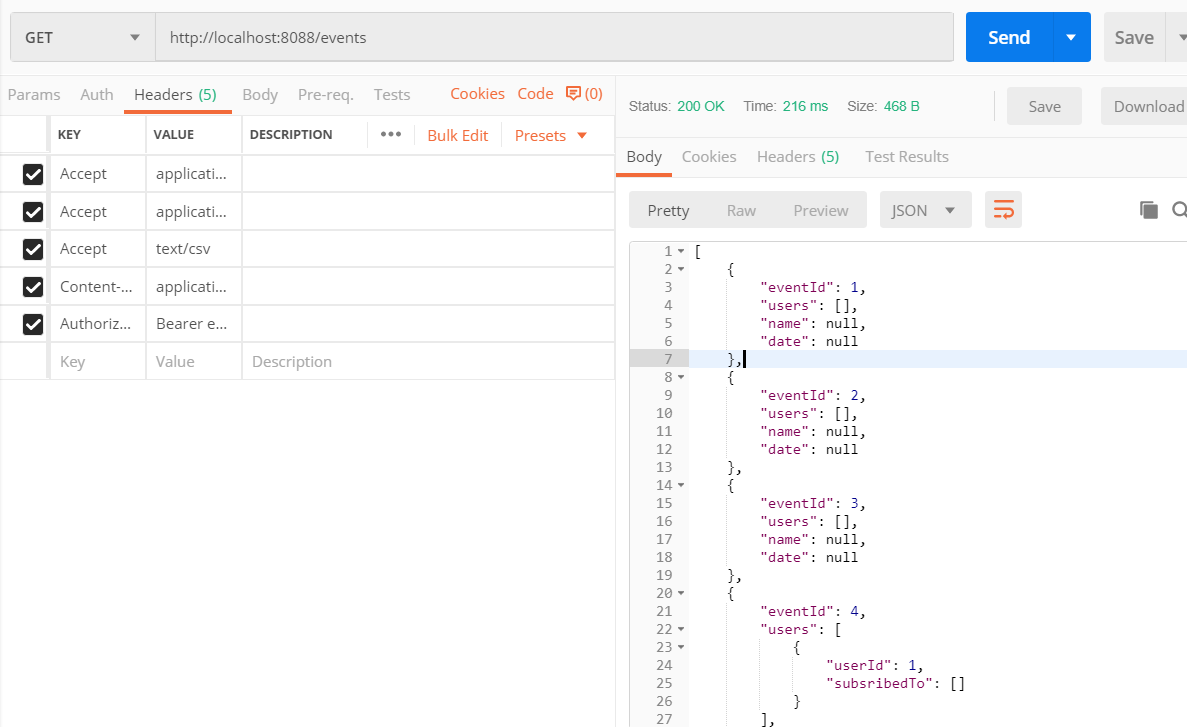 GET http://localhost:8088/events Send Save
Params Auth Headers (5) Body Pre-req. Tests Cookies Code (0)
KEY VALUE DESCRIPTION ••• Bulk Edit Presets
Accept applicati...
Accept applicati...
Accept text/csv
Content-... applicati...
Authoriz... Bearer e...
Key Value Description
Status: 200 OK Time: 216 ms Size: 468 B Save Download
Body Cookies Headers (5) Test Results
Pretty Raw Preview JSON
1 [
2 {
3 "eventId": 1,
4 "users": [],
5 "name": null,
6 "date": null
7 },
8 {
9 "eventId": 2,
10 "users": [],
11 "name": null,
12 "date": null
13 },
14 {
15 "eventId": 3,
16 "users": [],
17 "name": null,
18 "date": null
19 },
20 {
21 "eventId": 4,
22 "users": [
23 {
24 "userId": 1,
25 "subsribedTo": []
26 }
27 ],